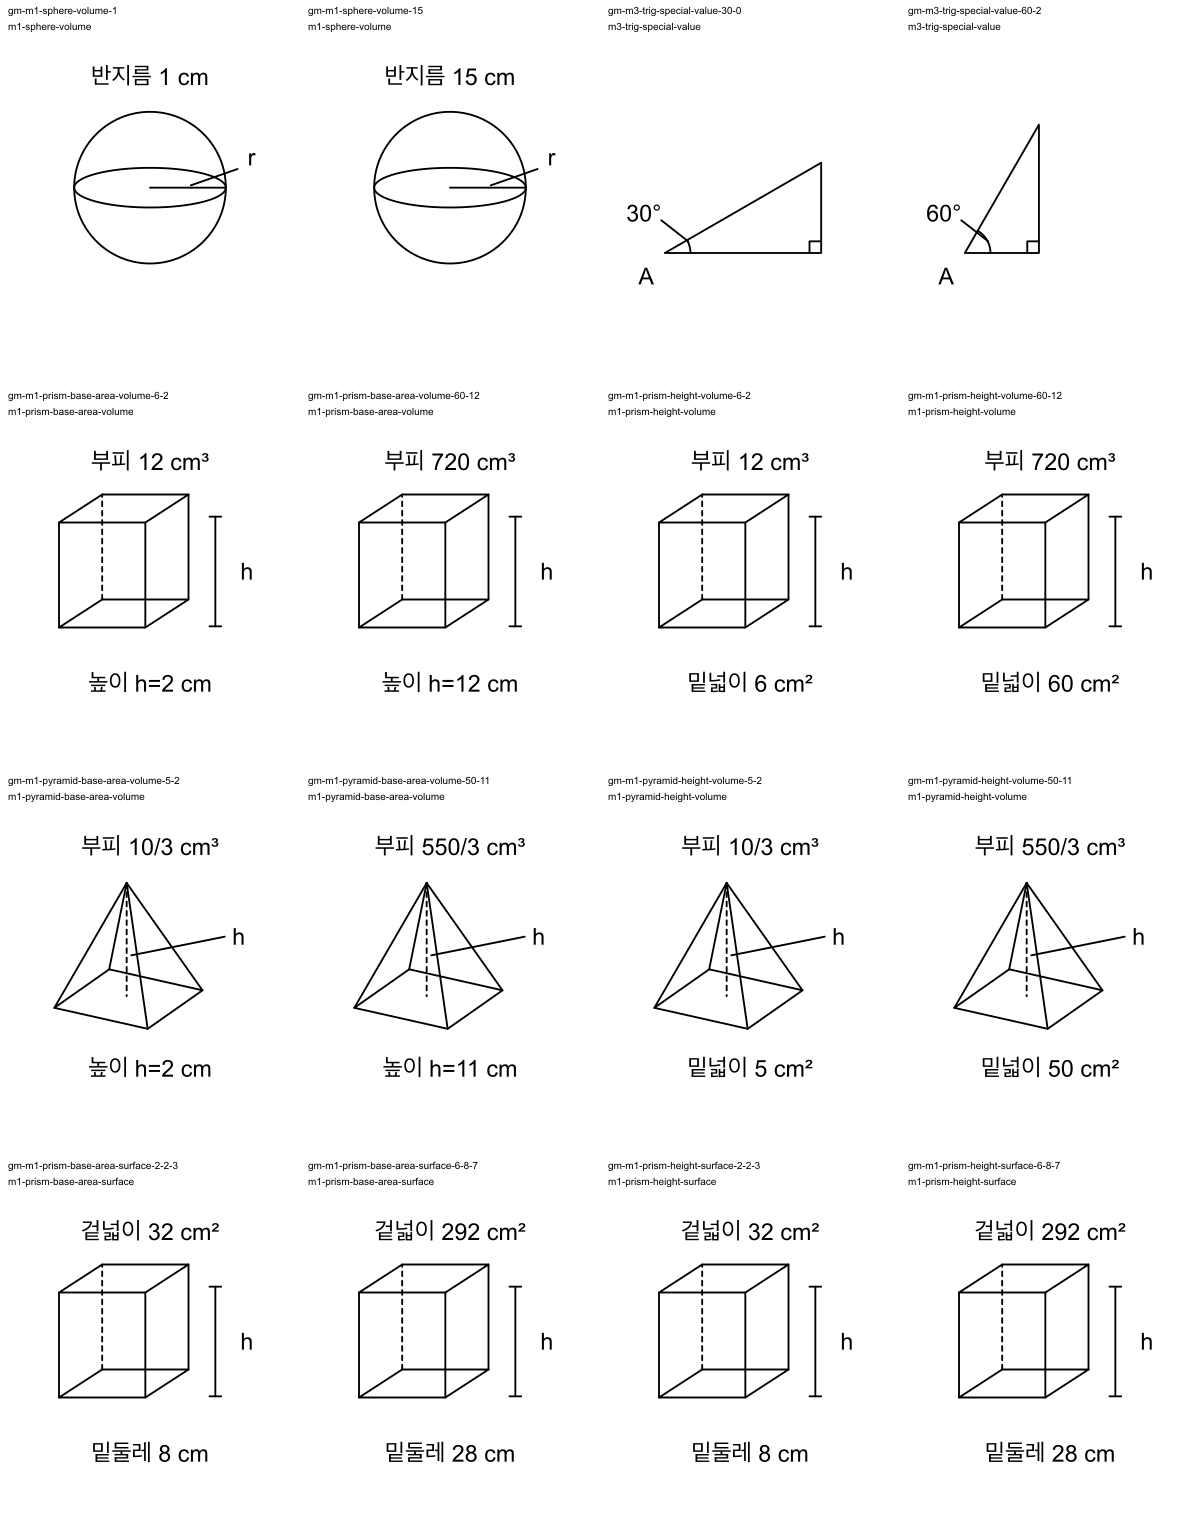 gm-m1-sphere-volume-1
m1-sphere-volume
반지름 1 cm
r
gm-m1-sphere-volume-15
m1-sphere-volume
반지름 15 cm
r
gm-m3-trig-special-value-30-0
m3-trig-special-value
30°
A
gm-m3-trig-special-value-60-2
m3-trig-special-value
60°
A
gm-m1-prism-base-area-volume-6-2
m1-prism-base-area-volume
부피 12 cm³
h
높이 h=2 cm
gm-m1-prism-base-area-volume-60-12
m1-prism-base-area-volume
부피 720 cm³
h
높이 h=12 cm
gm-m1-prism-height-volume-6-2
m1-prism-height-volume
부피 12 cm³
h
밑넓이 6 cm²
gm-m1-prism-height-volume-60-12
m1-prism-height-volume
부피 720 cm³
h
밑넓이 60 cm²
gm-m1-pyramid-base-area-volume-5-2
m1-pyramid-base-area-volume
부피 10/3 cm³
h
높이 h=2 cm
gm-m1-pyramid-base-area-volume-50-11
m1-pyramid-base-area-volume
부피 550/3 cm³
h
높이 h=11 cm
gm-m1-pyramid-height-volume-5-2
m1-pyramid-height-volume
부피 10/3 cm³
h
밑넓이 5 cm²
gm-m1-pyramid-height-volume-50-11
m1-pyramid-height-volume
부피 550/3 cm³
h
밑넓이 50 cm²
gm-m1-prism-base-area-surface-2-2-3
m1-prism-base-area-surface
겉넓이 32 cm²
h
밑둘레 8 cm
gm-m1-prism-base-area-surface-6-8-7
m1-prism-base-area-surface
겉넓이 292 cm²
h
밑둘레 28 cm
gm-m1-prism-height-surface-2-2-3
m1-prism-height-surface
겉넓이 32 cm²
h
밑둘레 8 cm
gm-m1-prism-height-surface-6-8-7
m1-prism-height-surface
겉넓이 292 cm²
h
밑둘레 28 cm